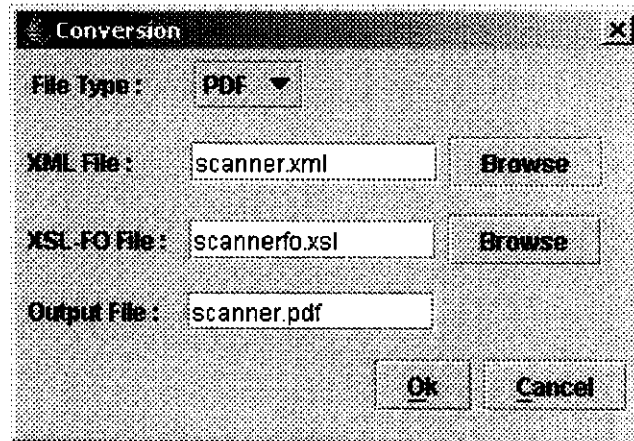 Conversion
File Type : PDF
XML File : scanner.xml Browse
XSL-FO File : scannerfo.xsl Browse
Output File : scanner.pdf
Ok Cancel